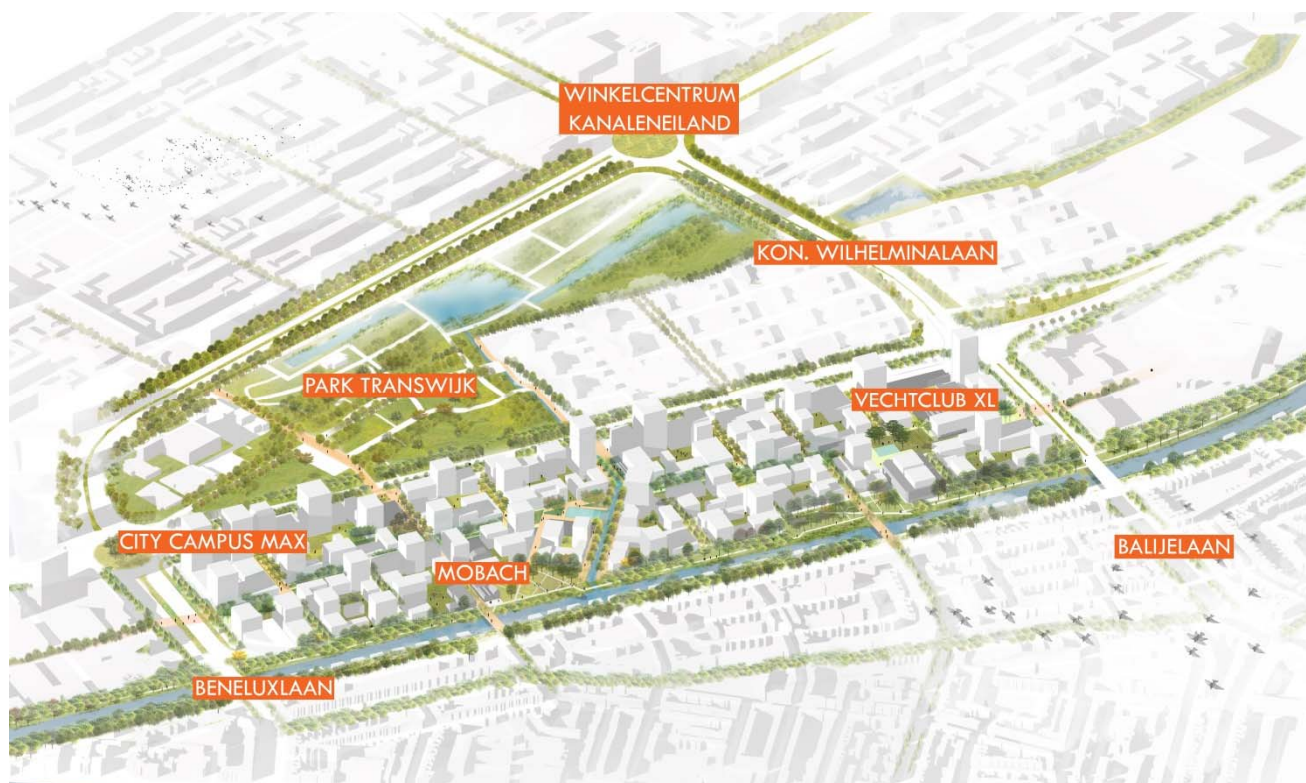 WINKELCENTRUM
KANALENEILAND
KON. WILHELMINALAAN
PARK TRANSWIJK
VECHTCLUB XL
CITY CAMPUS MAX
MOBACH
BALIJELAAN
BENELUXLAAN